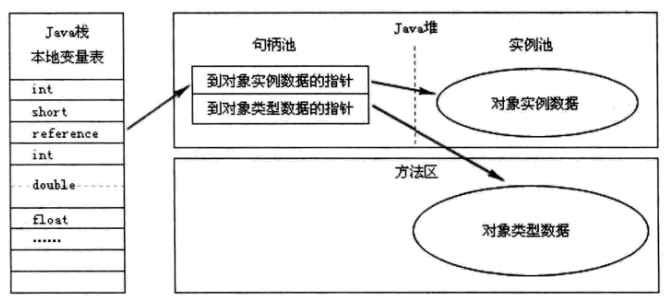 Java栈
本地变量表
int
short
reference
int
double
float
……
Java堆
句柄池
实例池
到对象实例数据的指针
到对象类型数据的指针
对象实例数据
方法区
对象类型数据